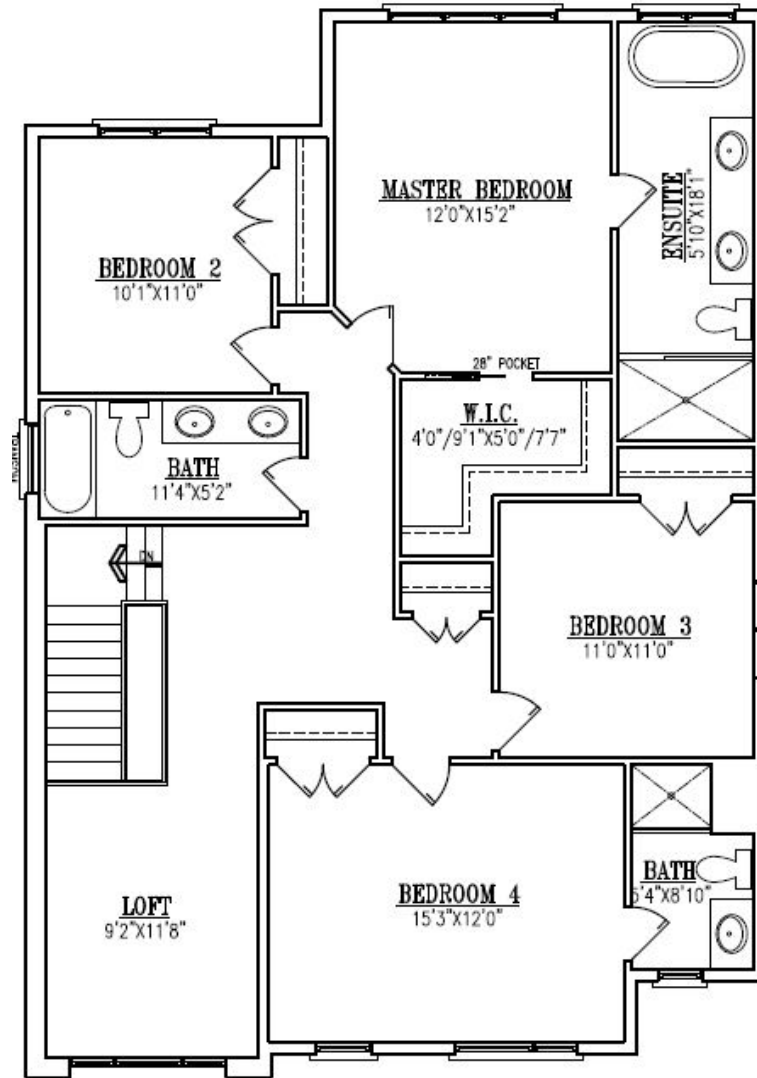 MASTER BEDROOM
12'0"X15'2"
ENSUITE
5'10"X18'1"
BEDROOM 2
10'1"X11'0"
28" POCKET
W.I.C.
4'0"/9'1"X5'0"/7'7"
BATH
11'4"X5'2"
DN
BEDROOM 3
11'0"X11'0"
BEDROOM 4
15'3"X12'0"
BATH
LOFT
9'2"X11'8"